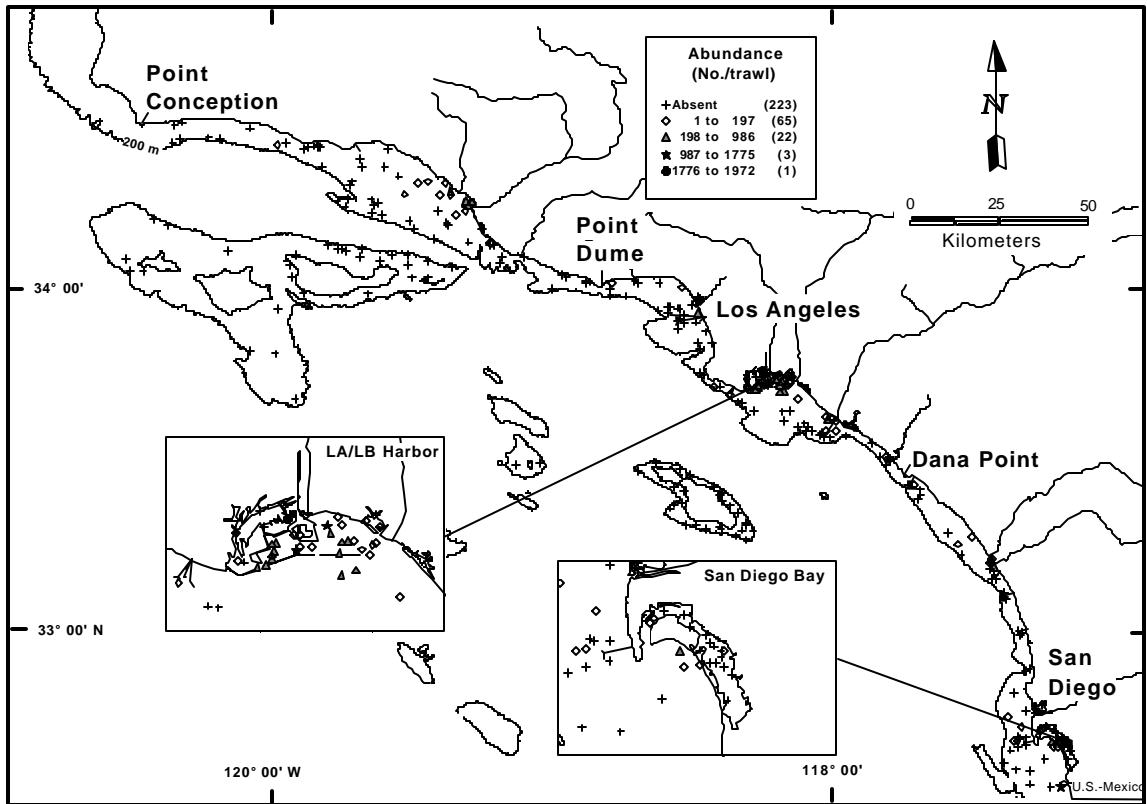 Abundance
(No./trawl)
Absent (223)
1 to 197 (65)
198 to 986 (22)
987 to 1775 (3)
1776 to 1972 (1)
Point
Conception
200 m
N
0 25 50
Kilometers
Point
Dume
34° 00'
Los Angeles
LA/LB Harbor
Dana Point
San Diego Bay
33° 00' N
San
Diego
120° 00' W
118° 00'
U.S.-Mexico